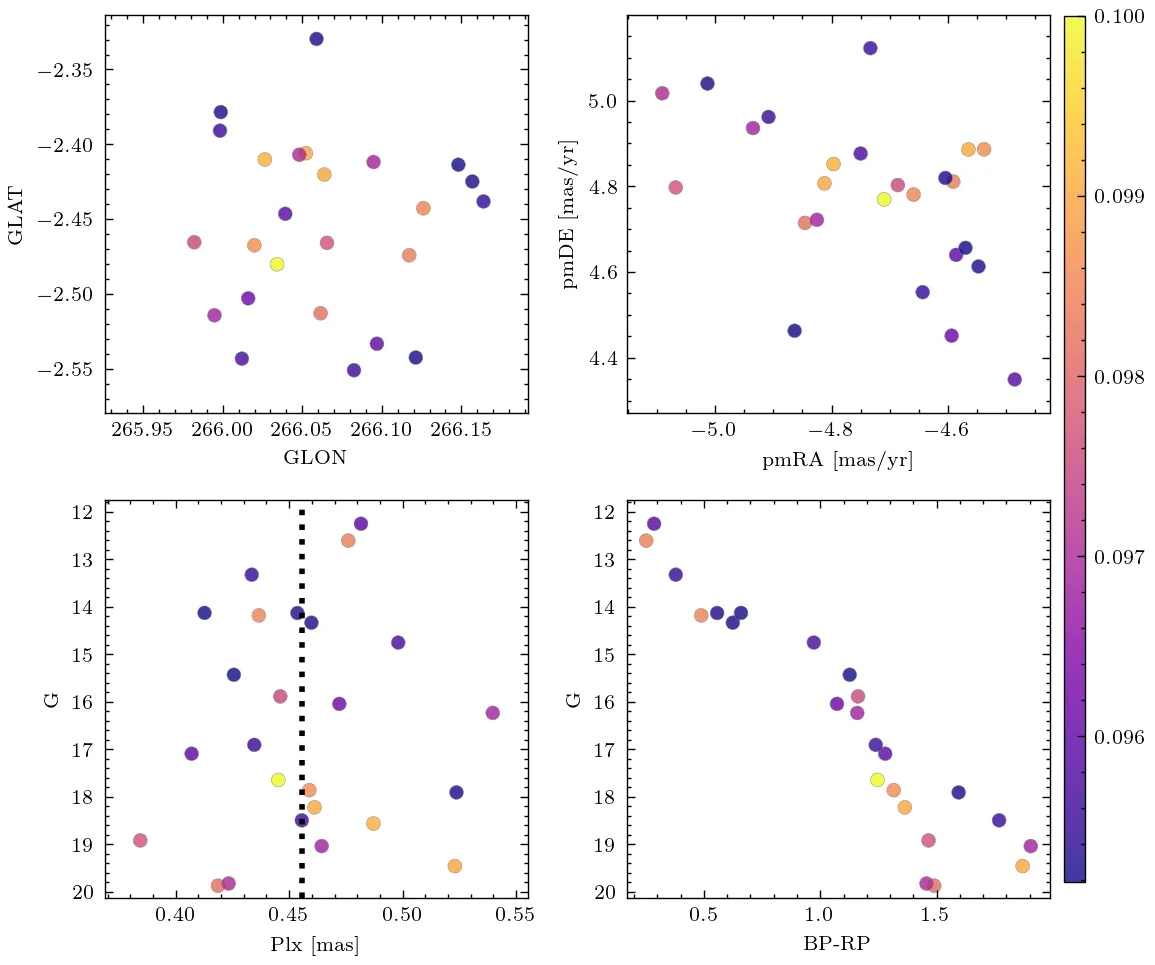 −2.35
−2.40
−2.45
−2.50
−2.55
GLAT
265.95 266.00 266.05 266.10 266.15
GLON
5.0
4.8
4.6
4.4
pmDE [mas/yr]
−5.0 −4.8 −4.6
pmRA [mas/yr]
12
13
14
15
16
17
18
19
20
G
0.40 0.45 0.50 0.55
Plx [mas]
12
13
14
15
16
17
18
19
20
G
0.5 1.0 1.5
BP-RP
0.100
0.099
0.098
0.097
0.096